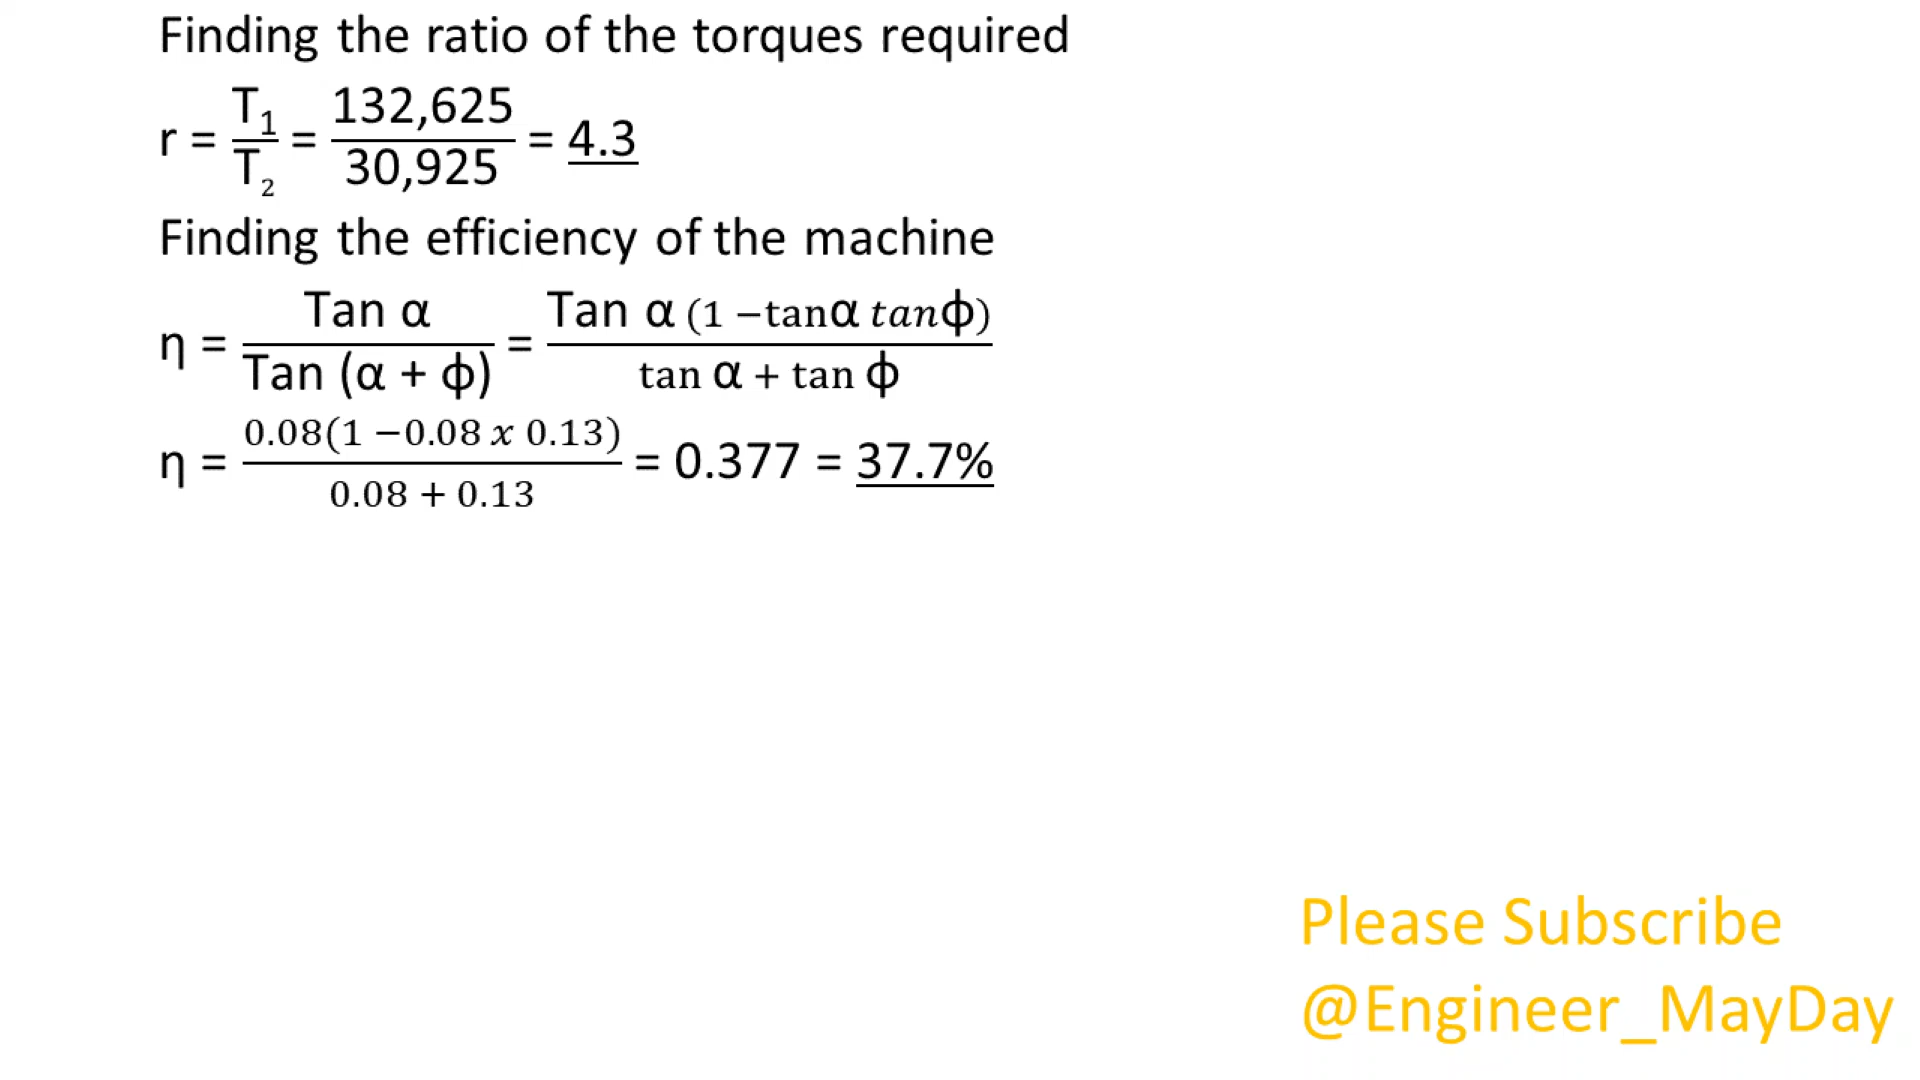 Finding the ratio of the torques required
r = T₁/T₂ = 132,625/30,925 = 4.3
Finding the efficiency of the machine
η = Tan α/Tan (α + ϕ) = Tan α (1 −tanα tanϕ)/tan α + tan ϕ
η = 0.08(1 −0.08 x 0.13)/0.08 + 0.13 = 0.377 = 37.7%
Please Subscribe
@Engineer_MayDay